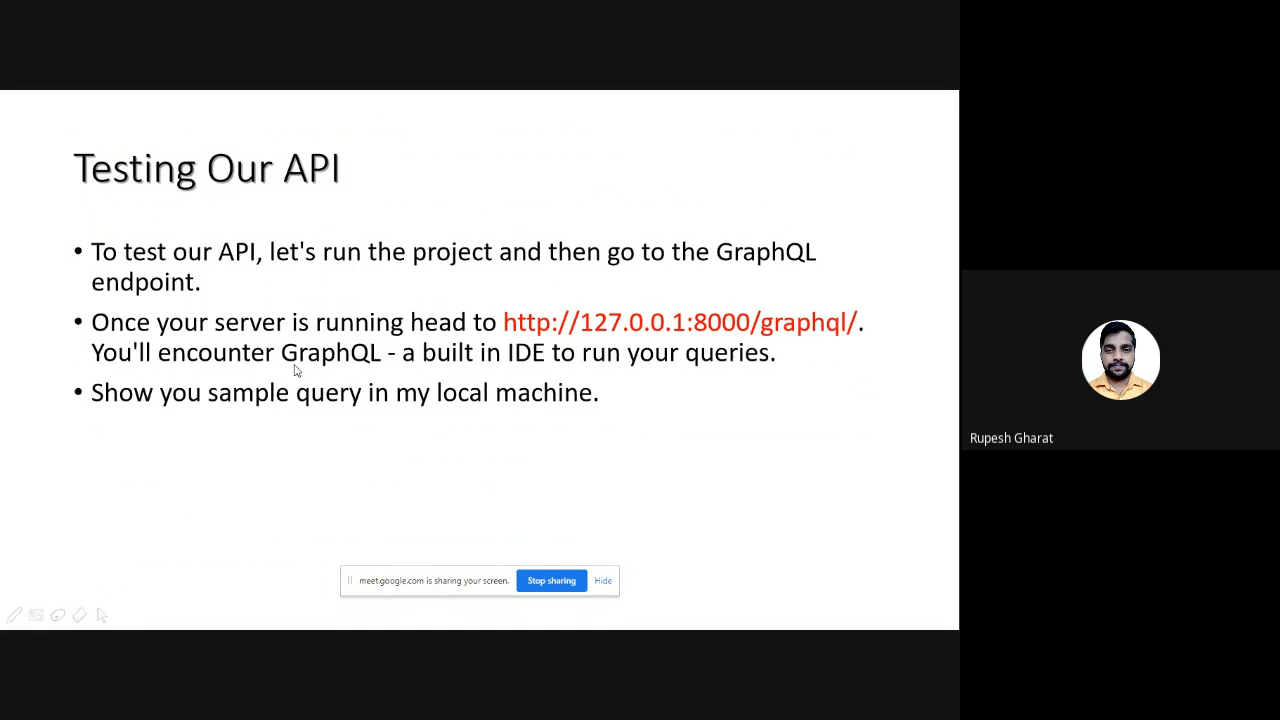 Testing Our API
• To test our API, let's run the project and then go to the GraphQL
endpoint.
• Once your server is running head to http://127.0.0.1:8000/graphql/.
You'll encounter GraphQL - a built in IDE to run your queries.
• Show you sample query in my local machine.
meet.google.com is sharing your screen. Stop sharing Hide
Rupesh Gharat